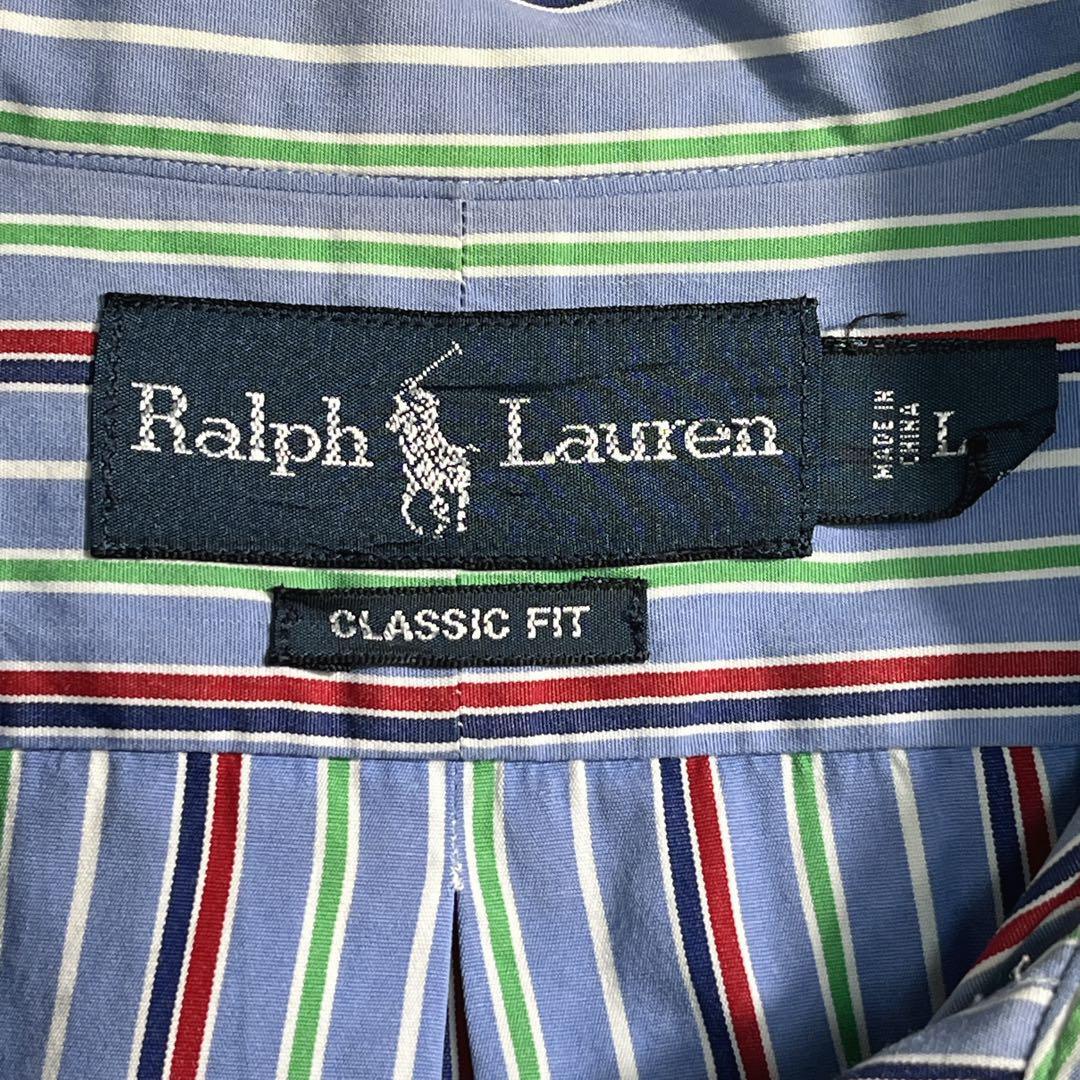 Ralph Lauren
MADE IN
CHINA
L
CLASSIC FIT